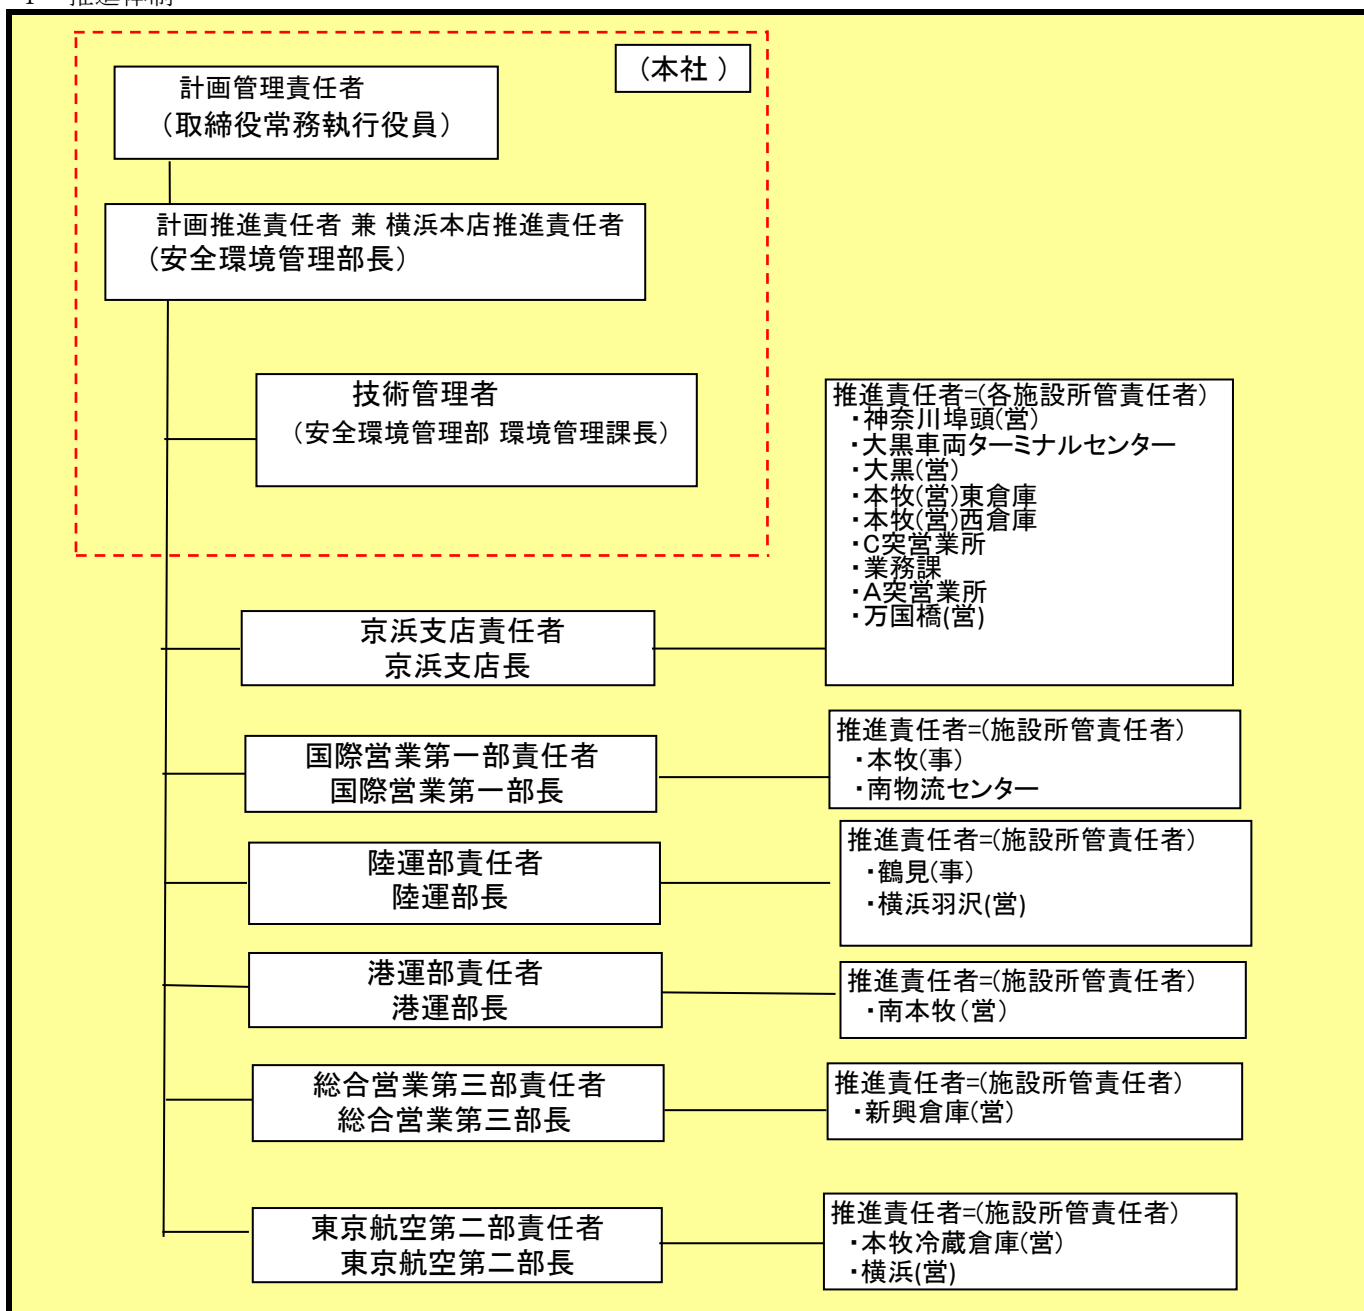 推進体制
(本社 )
計画管理責任者
（取締役常務執行役員）
計画推進責任者 兼 横浜本店推進責任者
（安全環境管理部長）
技術管理者
（安全環境管理部 環境管理課長）
推進責任者=(各施設所管責任者)
・神奈川埠頭(営)
・大黒車両ターミナルセンター
・大黒(営)
・本牧(営)東倉庫
・本牧(営)西倉庫
・C突営業所
・業務課
・A突営業所
・万国橋(営)
京浜支店責任者
京浜支店長
推進責任者=(施設所管責任者)
・本牧(事)
・南物流センター
国際営業第一部責任者
国際営業第一部長
推進責任者=(施設所管責任者)
・鶴見(事)
・横浜羽沢(営)
陸運部責任者
陸運部長
推進責任者=(施設所管責任者)
・南本牧（営）
港運部責任者
港運部長
推進責任者=(施設所管責任者)
・新興倉庫(営)
総合営業第三部責任者
総合営業第三部長
推進責任者=(施設所管責任者)
・本牧冷蔵倉庫(営)
・横浜(営)
東京航空第二部責任者
東京航空第二部長